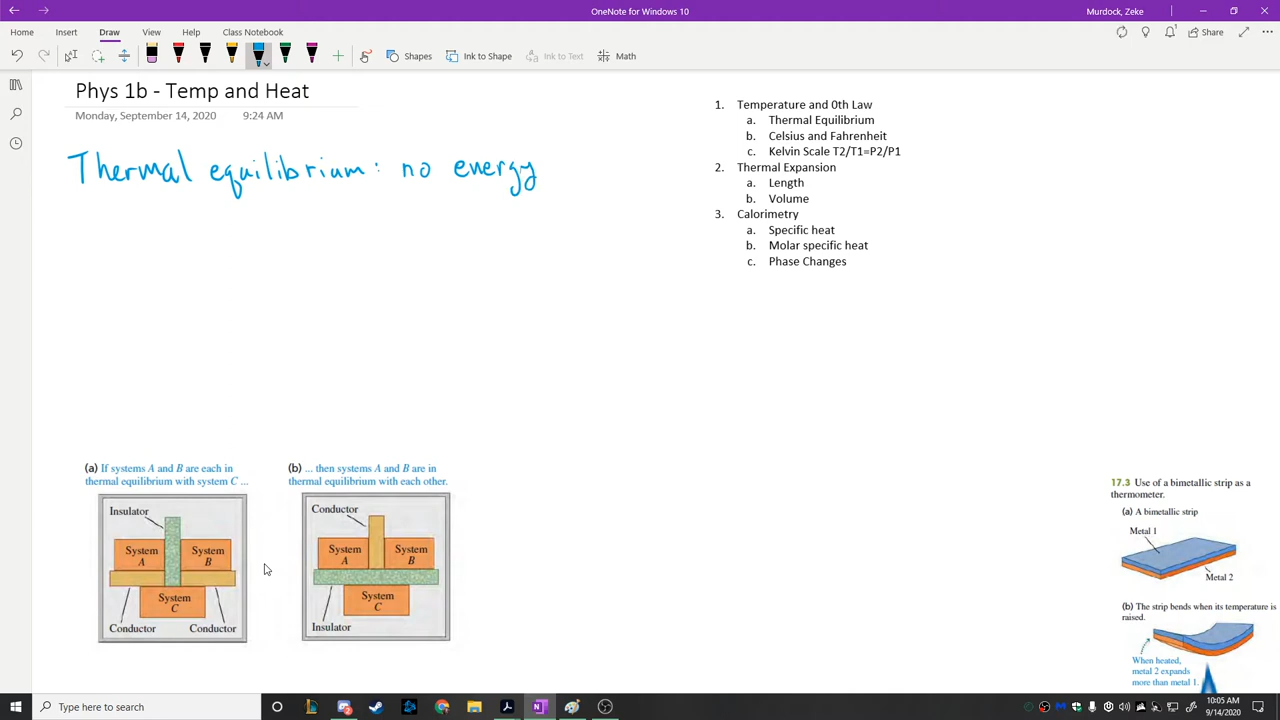 OneNote for Windows 10
Murdock, Zeke
Home Insert Draw View Help Class Notebook
Share
Shapes Ink to Shape Ink to Text Math
Phys 1b - Temp and Heat
Monday, September 14, 2020 9:24 AM
Thermal equilibrium: no energy
1. Temperature and 0th Law
a. Thermal Equilibrium
b. Celsius and Fahrenheit
c. Kelvin Scale T2/T1=P2/P1
2. Thermal Expansion
a. Length
b. Volume
3. Calorimetry
a. Specific heat
b. Molar specific heat
c. Phase Changes
(a) If systems A and B are each in
thermal equilibrium with system C ...
Insulator
System
A
System
B
System
C
Conductor
Conductor
(b) ... then systems A and B are in
thermal equilibrium with each other.
Conductor
System
A
System
B
System
C
Insulator
17.3 Use of a bimetallic strip as a
thermometer.
(a) A bimetallic strip
Metal 1
Metal 2
(b) The strip bends when its temperature is
raised.
When heated,
metal 2 expands
more than metal 1.
Type here to search
10:05 AM
9/14/2020